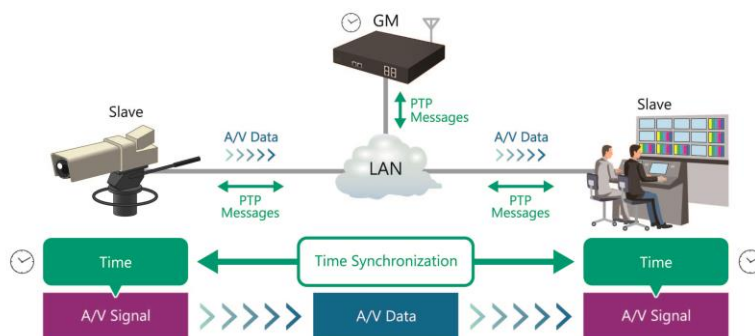 GM
PTP
Messages
Slave
Slave
A/V Data
A/V Data
LAN
PTP
Messages
PTP
Messages
Time
Time Synchronization
Time
A/V Signal
A/V Data
A/V Signal